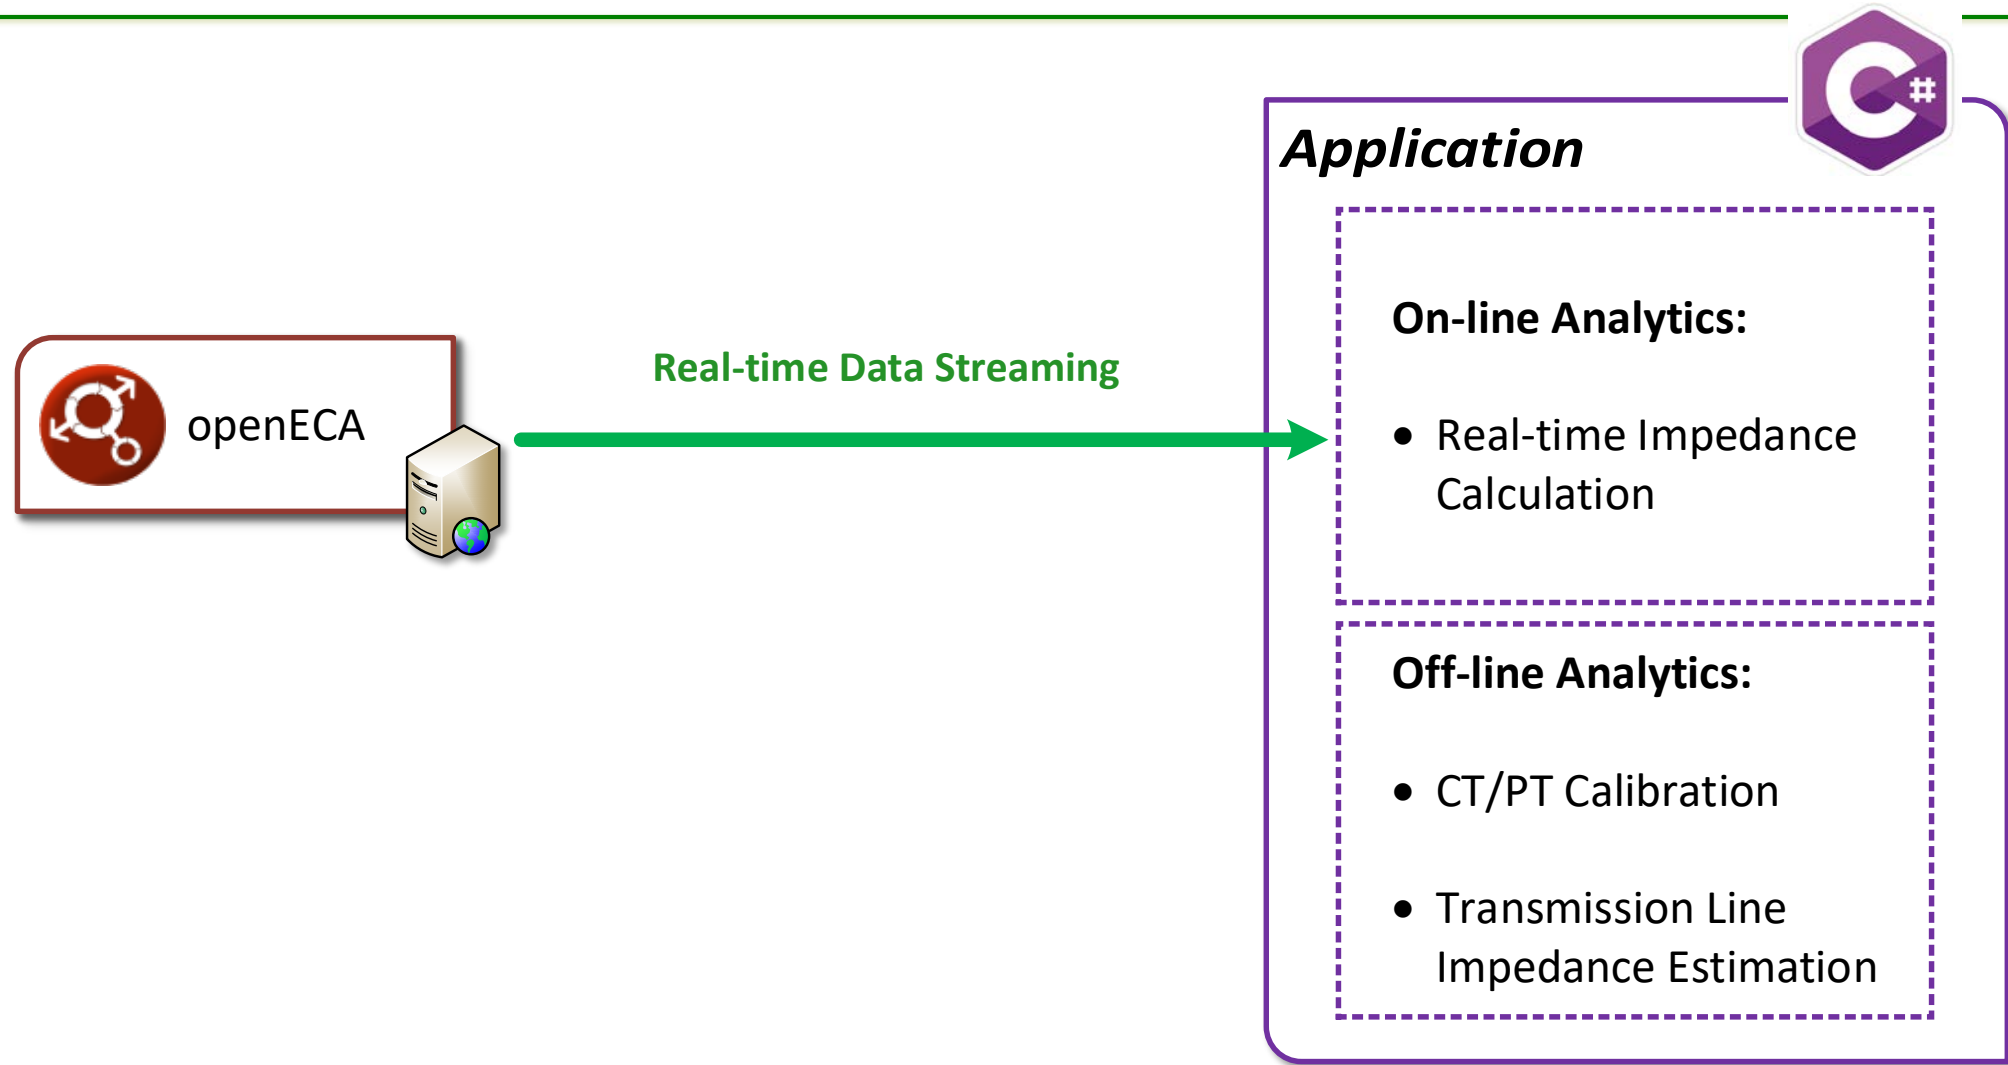 C#
Application
On-line Analytics:
• Real-time Impedance
Calculation
openECA
Real-time Data Streaming
Off-line Analytics:
• CT/PT Calibration
• Transmission Line
Impedance Estimation